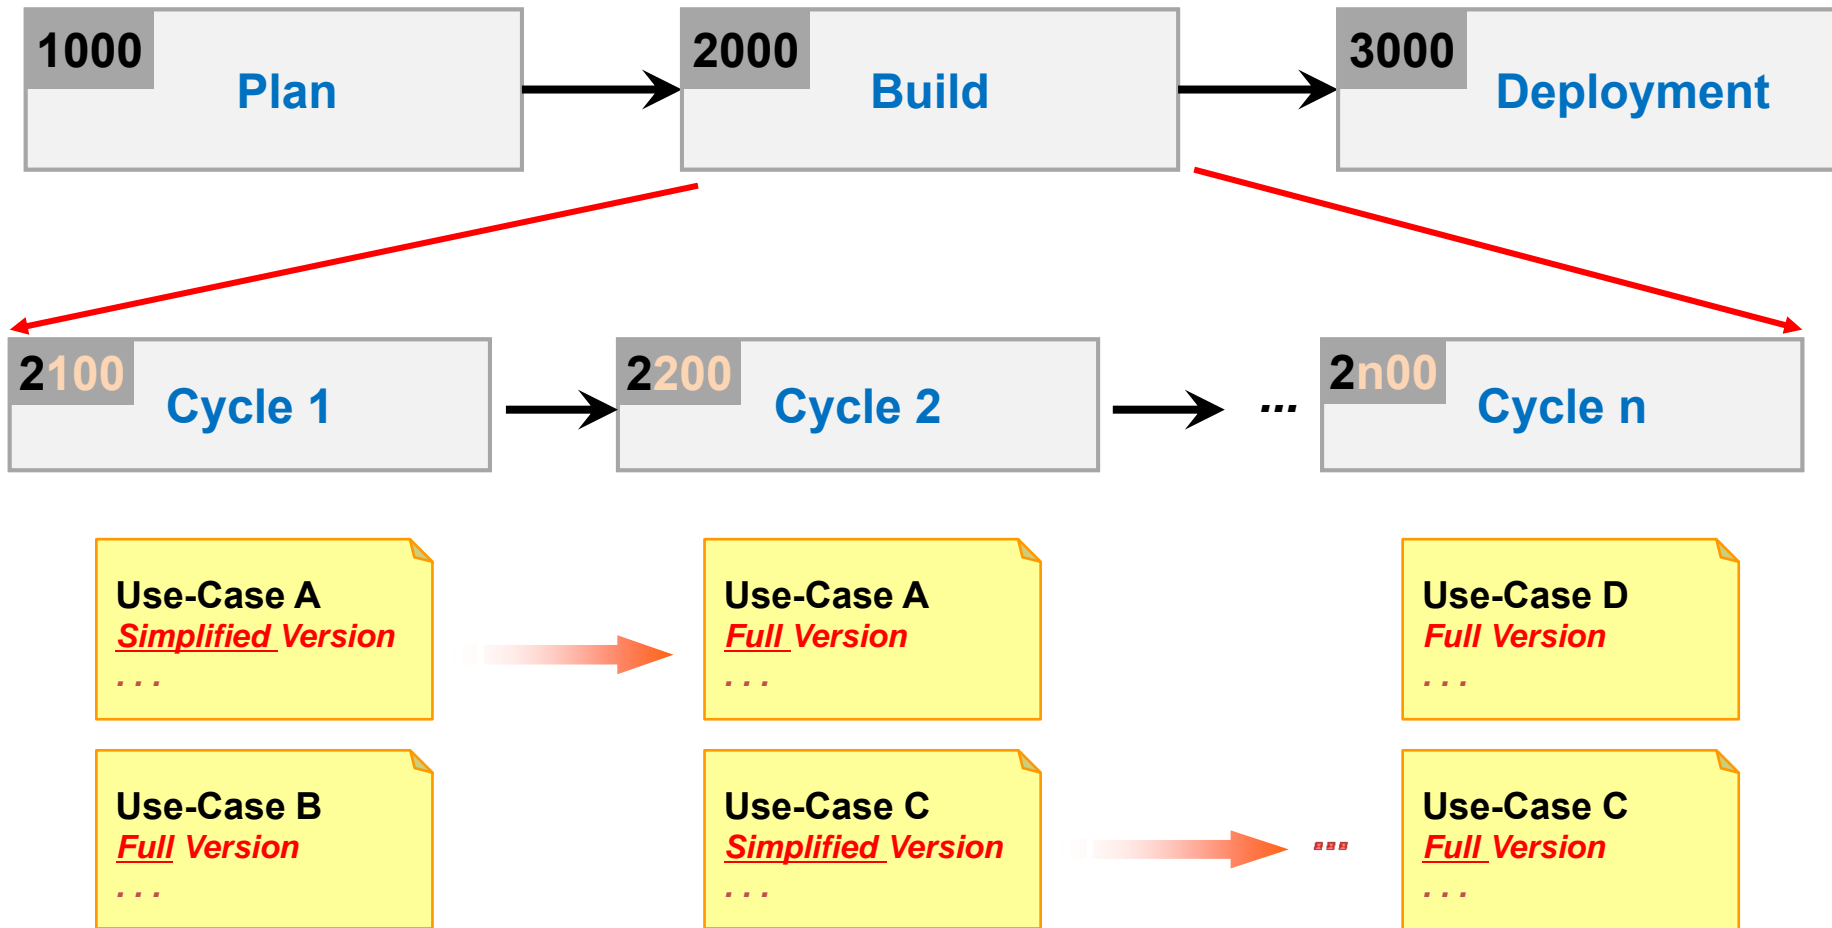 1000
Plan
2000
Build
3000
Deployment
2100
Cycle 1
2200
Cycle 2
...
2n00
Cycle n
Use-Case A
Simplified Version
. . .
Use-Case A
Full Version
. . .
Use-Case D
Full Version
. . .
Use-Case B
Full Version
. . .
Use-Case C
Simplified Version
. . .
...
Use-Case C
Full Version
. . .